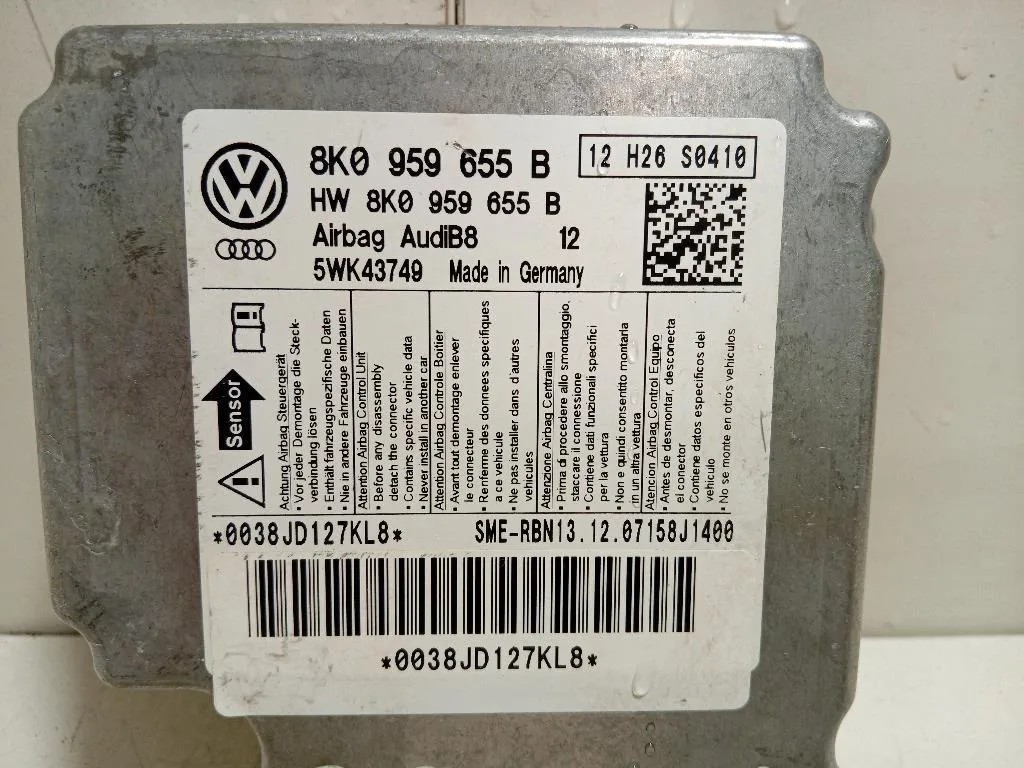 8K0 959 655 B
12 H26 S0410
HW 8K0 959 655 B
Airbag AudiB8 12
5WK43749 Made in Germany
Sensor
Achtung Airbag Steuergerät
• Vor jeder Demontage die Steck-
verbindung lösen
• Enthält fahrzeugspezifische Daten
• Nie in andere Fahrzeuge einbauen
Attention Airbag Control Unit
• Before any disassembly
detach the connector
• Contains specific vehicle data
• Never install in another car
Attention Airbag Controle Boitier
• Avant tout demontage enlever
le connecteur
• Renferme des donnees specifiques
a ce vehicule
• Ne pas installer dans d'autres
vehicules
Attenzione Airbag Centralina
• Prima di procedere allo smontaggio,
staccare il connessione
• Contiene dati funzionali specifici
per la vettura
• Non e quindi consentito montarla
in un altra vettura
Atencion Airbag Control Equipo
• Antes de desmontar, desconecta
el conector
• Contiene datos especificos del
vehiculo
• No se monte en otros vehiculos
*0038JD127KL8* SME-RBN13.12.07158J1400
*0038JD127KL8*